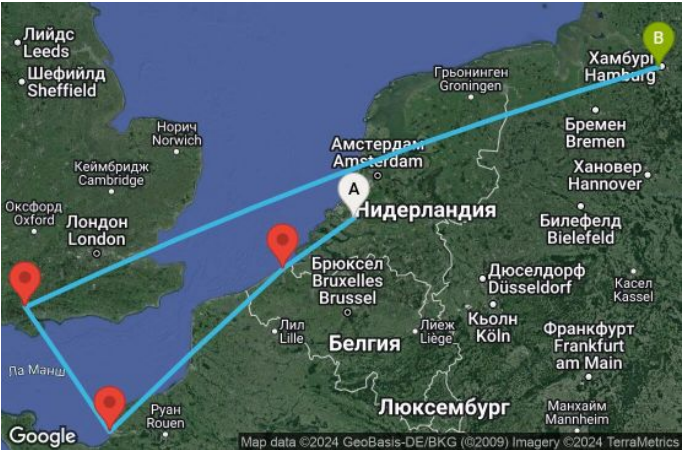 Лийдс
Leeds
Шефийлд
Sheffield
B
Хамбург
Hamburg
Грьонинген
Groningen
Норич
Norwich
Бремен
Bremen
Амстердам
Amsterdam
Кеймбридж
Cambridge
Хановер
Hannover
A
Нидерландия
Оксфорд
Oxford
Лондон
London
Билефелд
Bielefeld
Брюксел
Bruxelles
Brussel
Дюселдорф
Düsseldorf
Касел
Kassel
Лил
Lille
Лиеж
Liège
Кьолн
Köln
Белгия
Франкфурт
Frankfurt
am Main
Ла Манш
Руан
Rouen
Люксембург
Манхайм
Mannheim
Google
Map data ©2024 GeoBasis-DE/BKG (©2009) Imagery ©2024 TerraMetrics